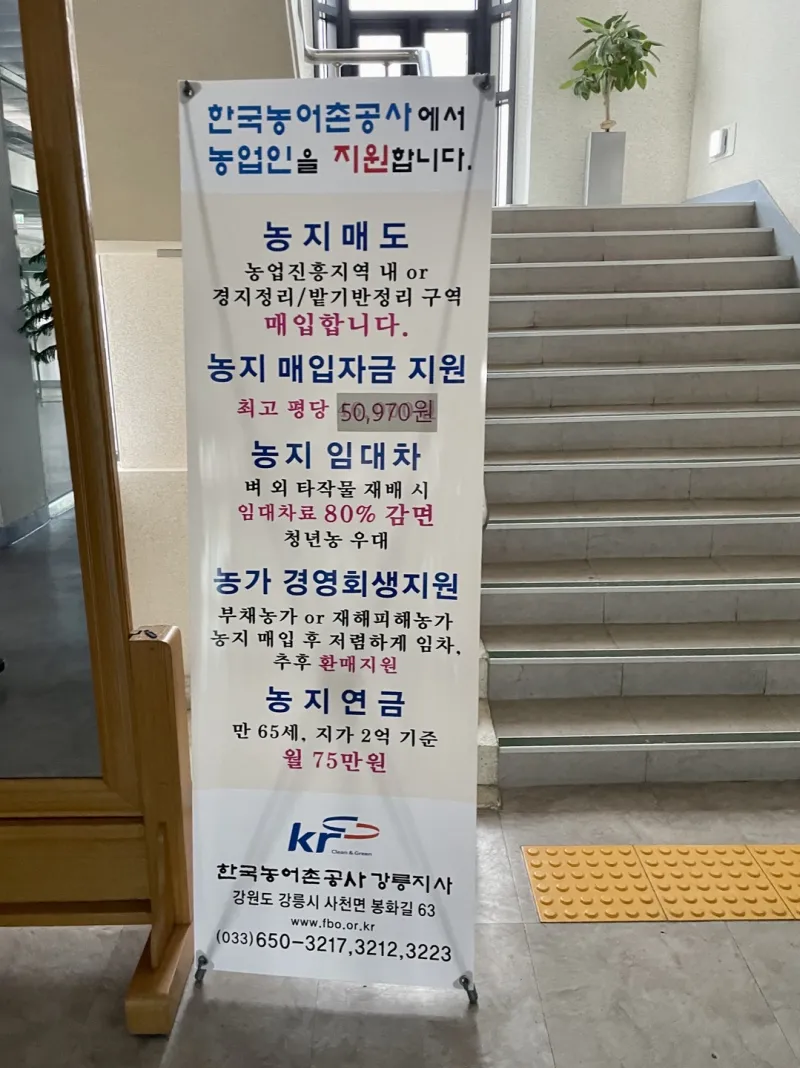 한국농어촌공사에서
농업인을 지원합니다.
농지매도
농업진흥지역 내 or
경지정리/밭기반정리 구역
매입합니다.
농지 매입자금 지원
최고 평당 50,970원
농지 임대차
벼 외 타작물 재배 시
임대차료 80% 감면
청년농 우대
농가 경영회생지원
부채농가 or 재해피해농가
농지 매입 후 저렴하게 임차,
추후 환매지원
농지연금
만 65세, 지가 2억 기준
월 75만원
kr
Clean & Green
한국농어촌공사 강릉지사
강원도 강릉시 사천면 봉화길 63
www.fbo.or.kr
(033)650-3217,3212,3223